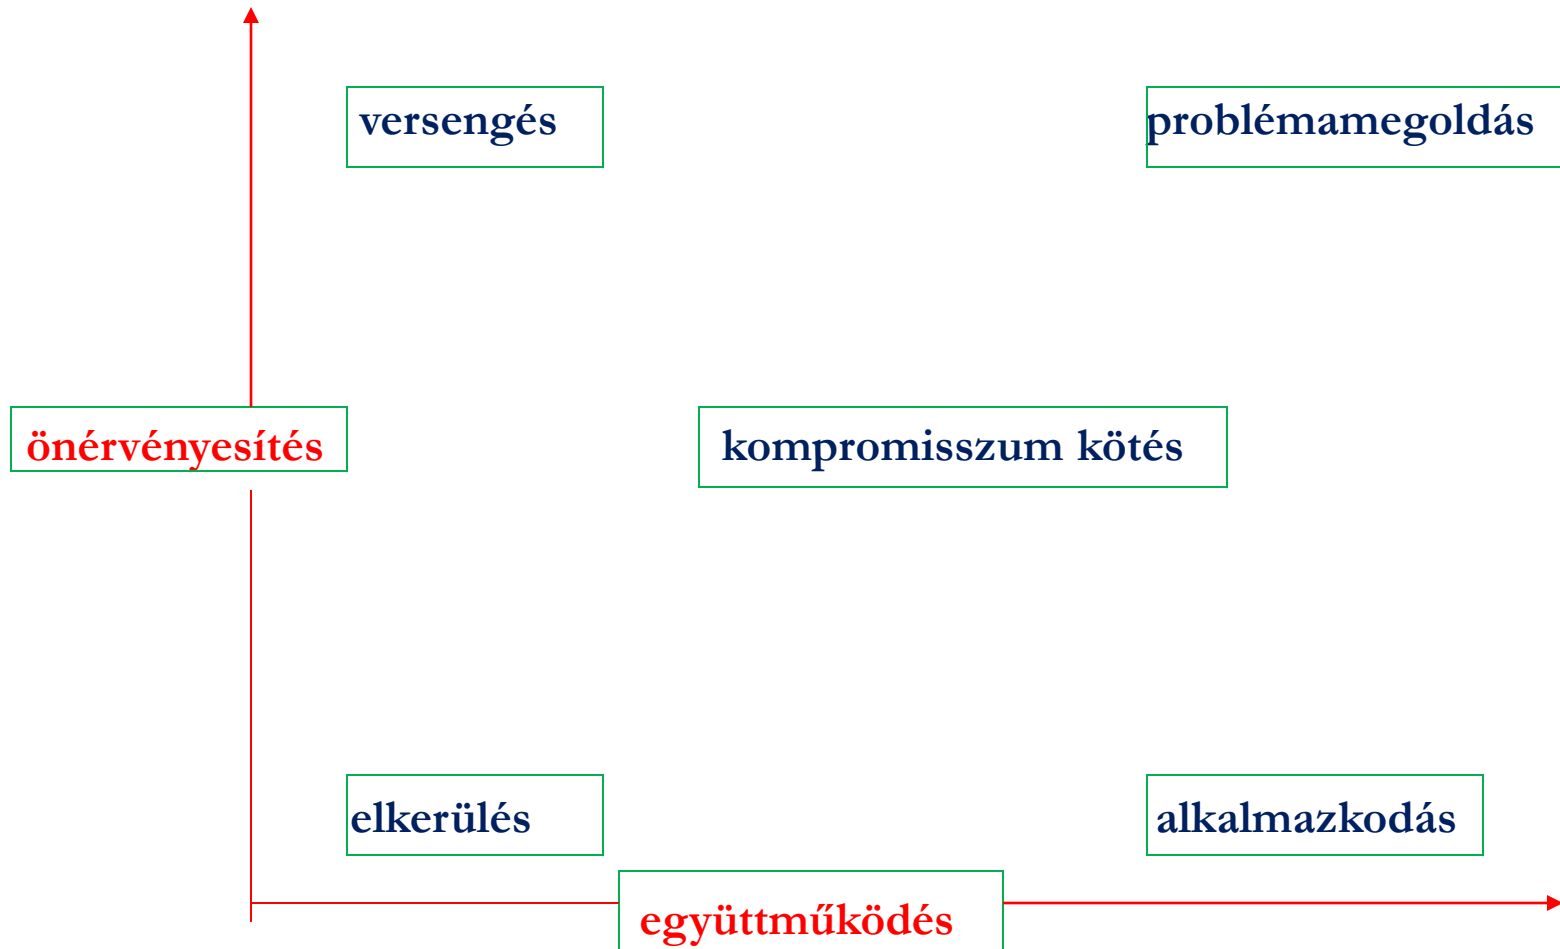 versengés
problémamegoldás
önérvényesítés
kompromisszum kötés
elkerülés
alkalmazkodás
együttműködés